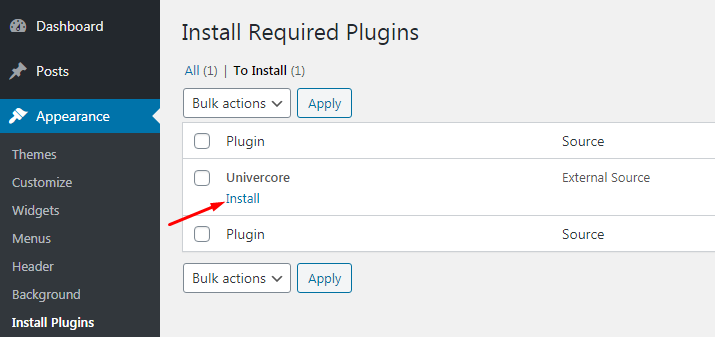 Dashboard
Posts
Appearance
Themes
Customize
Widgets
Menus
Header
Background
Install Plugins
Install Required Plugins
All (1) | To Install (1)
Bulk actions Apply
Plugin Source
Univercore External Source
Install
Plugin Source
Bulk actions Apply